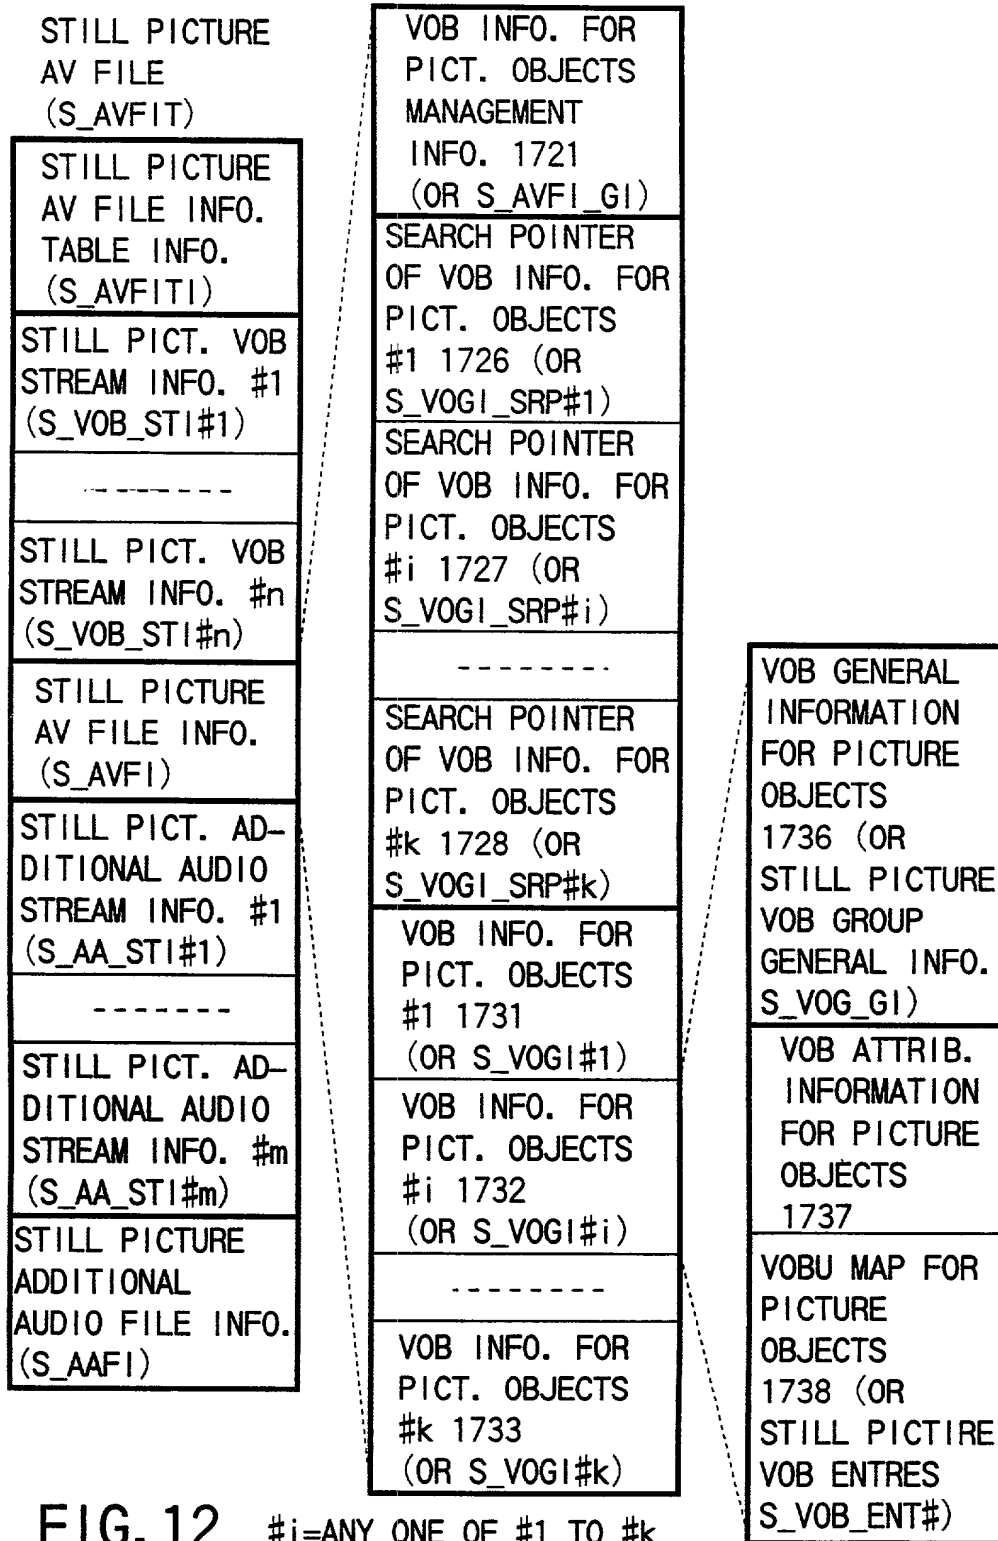 STILL PICTURE
AV FILE
(S_AVFIT)
STILL PICTURE
AV FILE INFO.
TABLE INFO.
(S_AVFITI)
STILL PICT. VOB
STREAM INFO. #1
(S_VOB_STI#1)
STILL PICT. VOB
STREAM INFO. #n
(S_VOB_STI#n)
STILL PICTURE
AV FILE INFO.
(S_AVFI)
STILL PICT. AD-
DITIONAL AUDIO
STREAM INFO. #1
(S_AA_STI#1)
STILL PICT. AD-
DITIONAL AUDIO
STREAM INFO. #m
(S_AA_STI#m)
STILL PICTURE
ADDITIONAL
AUDIO FILE INFO.
(S_AAFI)
VOB INFO. FOR
PICT. OBJECTS
MANAGEMENT
INFO. 1721
(OR S_AVFI_GI)
SEARCH POINTER
OF VOB INFO. FOR
PICT. OBJECTS
#1 1726 (OR
S_VOGI_SRP#1)
SEARCH POINTER
OF VOB INFO. FOR
PICT. OBJECTS
#i 1727 (OR
S_VOGI_SRP#i)
SEARCH POINTER
OF VOB INFO. FOR
PICT. OBJECTS
#k 1728 (OR
S_VOGI_SRP#k)
VOB INFO. FOR
PICT. OBJECTS
#1 1731
(OR S_VOGI#1)
VOB INFO. FOR
PICT. OBJECTS
#i 1732
(OR S_VOGI#i)
VOB INFO. FOR
PICT. OBJECTS
#k 1733
(OR S_VOGI#k)
VOB GENERAL
INFORMATION
FOR PICTURE
OBJECTS
1736 (OR
STILL PICTURE
VOB GROUP
GENERAL INFO.
S_VOG_GI)
VOB ATTRIB.
INFORMATION
FOR PICTURE
OBJECTS
1737
VOBU MAP FOR
PICTURE
OBJECTS
1738 (OR
STILL PICTIRE
VOB ENTRES
S_VOB_ENT#)
FIG. 12 #i=ANY ONE OF #1 TO #k